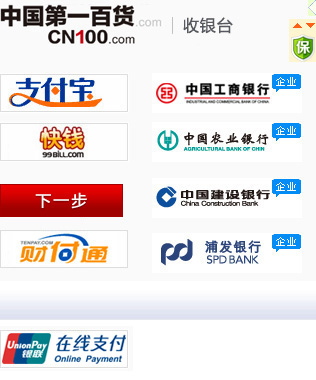 中国第一百货.com
CN100.com
收银台
保
支付宝
中国工商银行 企业
INDUSTRIAL AND COMMERCIAL BANK OF CHINA
快钱
99BILL.COM
中国农业银行 企业
AGRICULTURAL BANK OF CHIN
下一步
中国建设银行 企业
China Construction Bank
TENPAY.COM
财付通
浦发银行 企业
SPD BANK
UnionPay
银联
在线支付
Online Payment